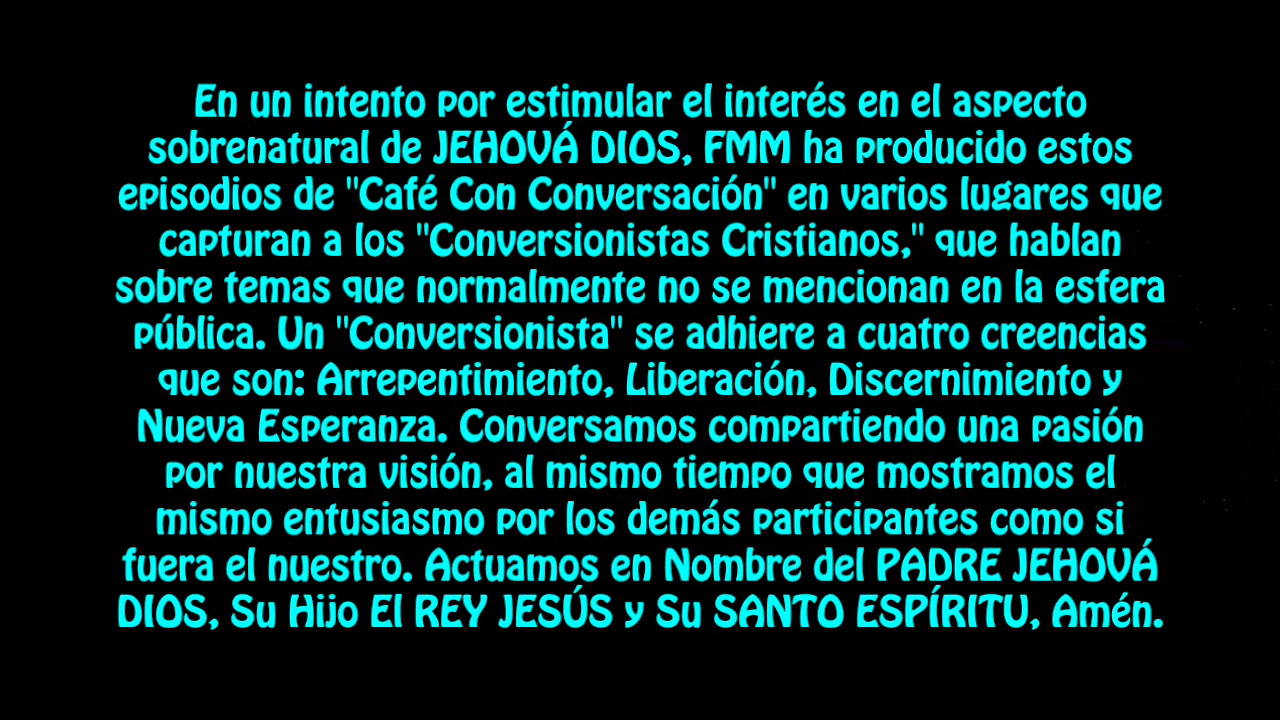 En un intento por estimular el interés en el aspecto
sobrenatural de JEHOVÁ DIOS, FMM ha producido estos
episodios de "Café Con Conversación" en varios lugares que
capturan a los "Conversionistas Cristianos," que hablan
sobre temas que normalmente no se mencionan en la esfera
pública. Un "Conversionista" se adhiere a cuatro creencias
que son: Arrepentimiento, Liberación, Discernimiento y
Nueva Esperanza. Conversamos compartiendo una pasión
por nuestra visión, al mismo tiempo que mostramos el
mismo entusiasmo por los demás participantes como si
fuera el nuestro. Actuamos en Nombre del PADRE JEHOVÁ
DIOS, Su Hijo El REY JESÚS y Su SANTO ESPÍRITU, Amén.